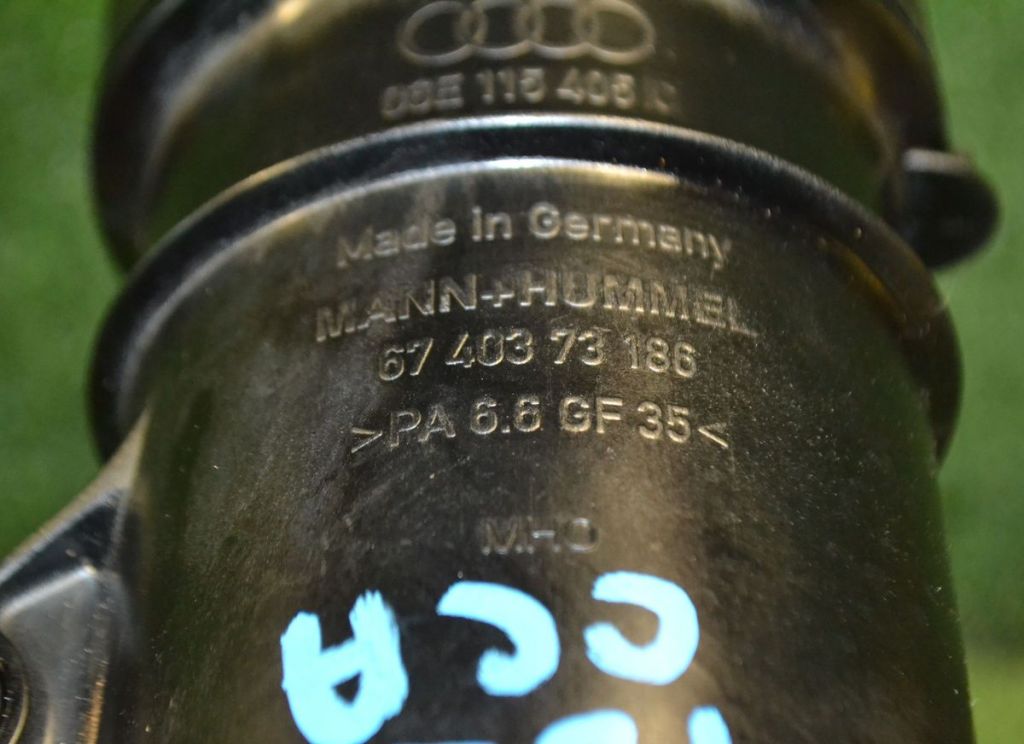 06E 115 405
Made in Germany
MANN+HUMMEL
67 403 73 186
>PA 6.6 GF 35<
MHO
CCA